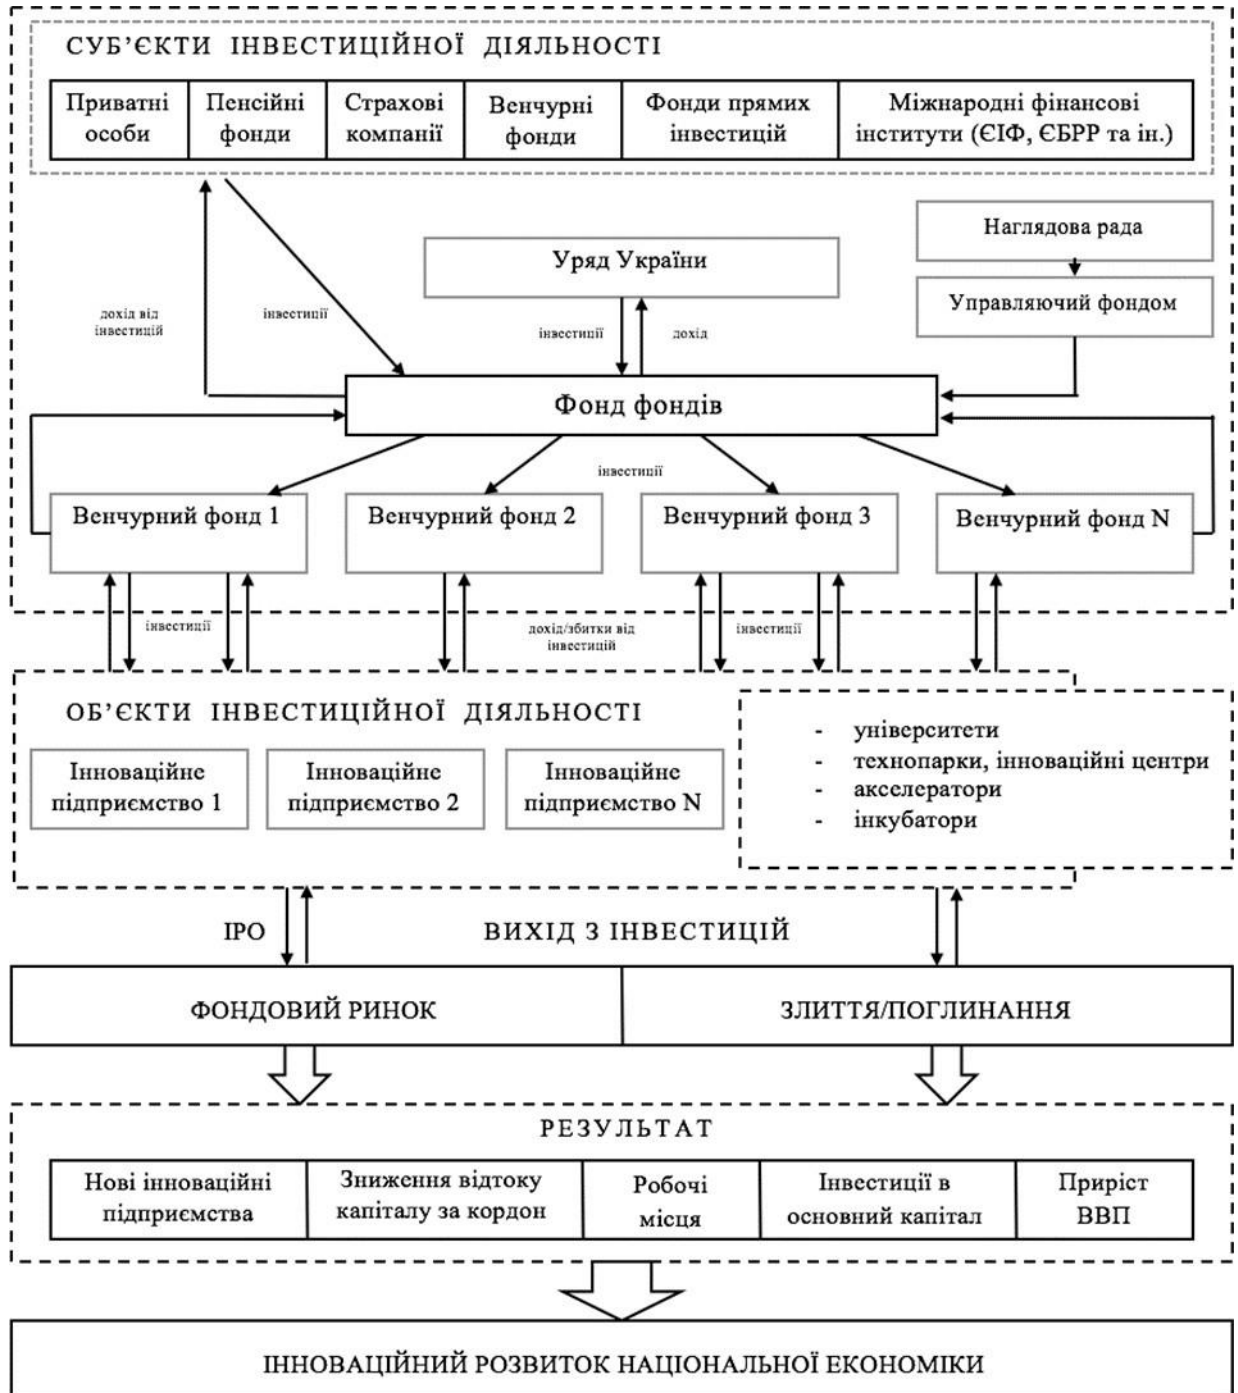 СУБ’ЄКТИ ІНВЕСТИЦІЙНОЇ ДІЯЛЬНОСТІ
Приватні
особи
Пенсійні
фонди
Страхові
компанії
Венчурні
фонди
Фонди прямих
інвестицій
Міжнародні фінансові
інститути (ЄІФ, ЄБРР та ін.)
Наглядова рада
Уряд України
Управляючий фондом
дохід від
інвестицій
інвестиції
інвестиції
дохід
Фонд фондів
інвестиції
Венчурний фонд 1
Венчурний фонд 2
Венчурний фонд 3
Венчурний фонд N
інвестиції
дохід/збитки від
інвестицій
інвестиції
ОБ’ЄКТИ ІНВЕСТИЦІЙНОЇ ДІЯЛЬНОСТІ
Інноваційне
підприємство 1
Інноваційне
підприємство 2
Інноваційне
підприємство N
- університети
- технопарки, інноваційні центри
- акселератори
- інкубатори
ІРО
ВИХІД З ІНВЕСТИЦІЙ
ФОНДОВИЙ РИНОК
ЗЛИТТЯ/ПОГЛИНАННЯ
РЕЗУЛЬТАТ
Нові інноваційні
підприємства
Зниження відтоку
капіталу за кордон
Робочі
місця
Інвестиції в
основний капітал
Приріст
ВВП
ІННОВАЦІЙНИЙ РОЗВИТОК НАЦІОНАЛЬНОЇ ЕКОНОМІКИ